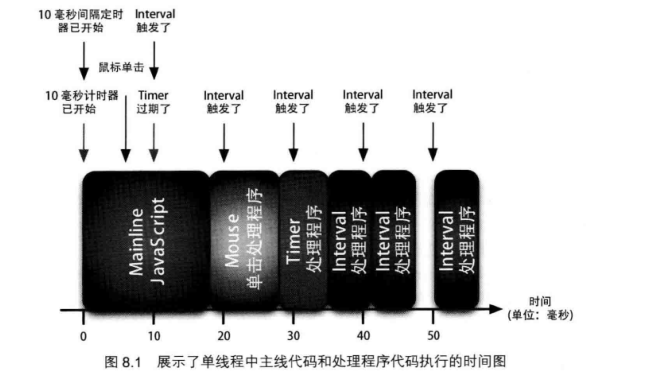 10 毫秒间隔定时
器已开始
Interval
触发了
鼠标单击
10 毫秒计时器
已开始
Timer
过期了
Interval
触发了
Interval
触发了
Interval
触发了
Interval
触发了
Mainline
JavaScript
Mouse
单击处理程序
Timer
处理程序
Interval
处理程序
Interval
处理程序
Interval
处理程序
时间
(单位：毫秒)
0
10
20
30
40
50
图 8.1 展示了单线程中主线代码和处理程序代码执行的时间图